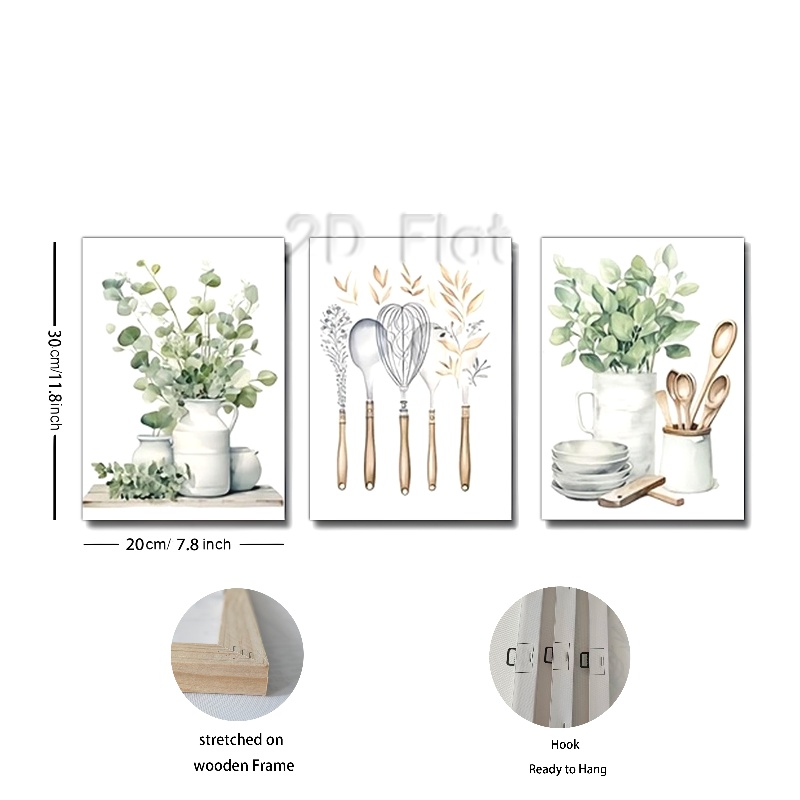 2D Flat
30cm/11.8inch
20cm/ 7.8 inch
stretched on
wooden Frame
Hook
Ready to Hang